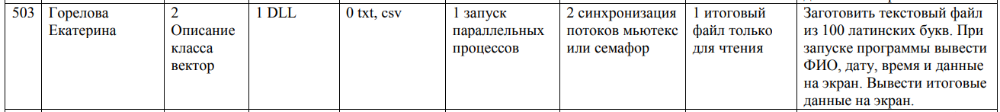 503
Горелова
Екатерина
2
Описание
класса
вектор
1 DLL
0 txt, csv
1 запуск
параллельных
процессов
2 синхронизация
потоков мьютекс
или семафор
1 итоговый
файл только
для чтения
Заготовить текстовый файл
из 100 латинских букв. При
запуске программы вывести
ФИО, дату, время и данные
на экран. Вывести итоговые
данные на экран.